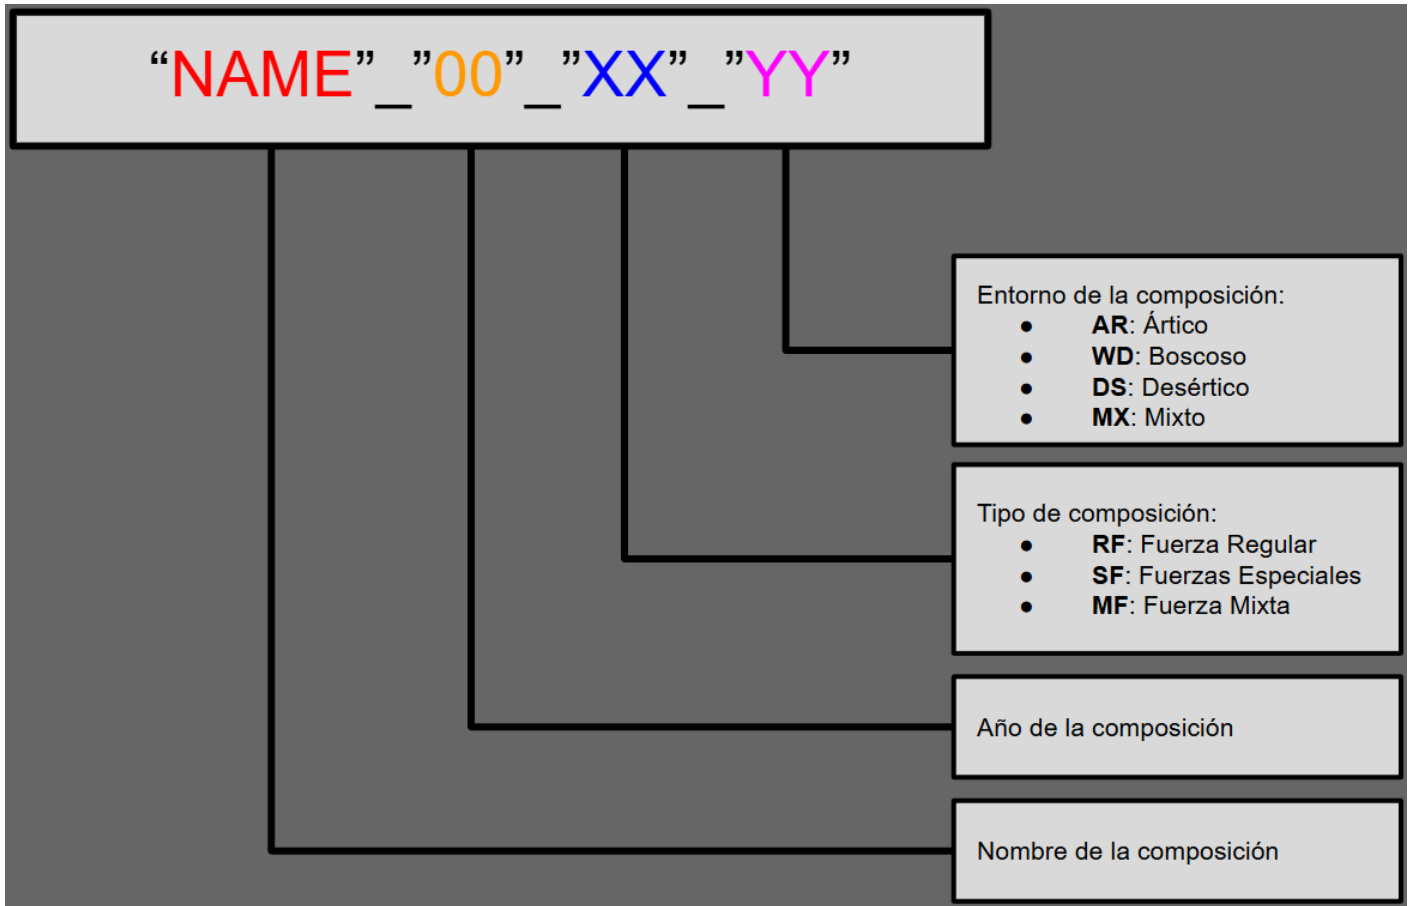 “NAME”_”00”_”XX”_”YY”
Entorno de la composición:
● AR: Ártico
● WD: Boscoso
● DS: Desértico
● MX: Mixto
Tipo de composición:
● RF: Fuerza Regular
● SF: Fuerzas Especiales
● MF: Fuerza Mixta
Año de la composición
Nombre de la composición